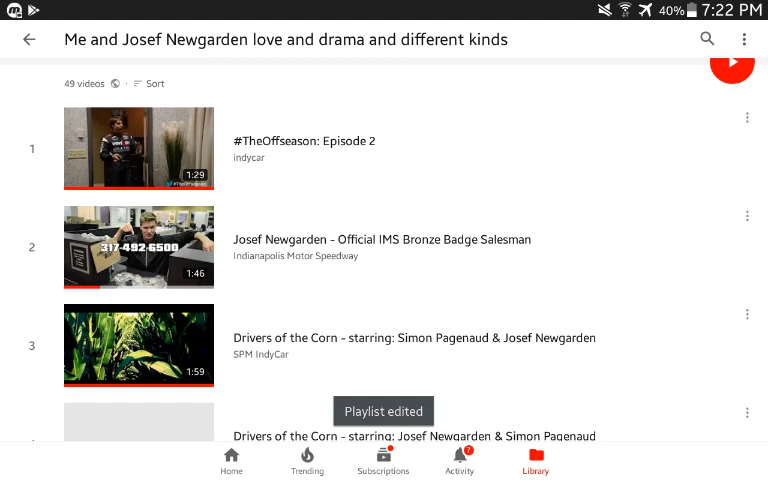 40% 7:22 PM
Me and Josef Newgarden love and drama and different kinds
49 videos · Sort
1
#TheOffseason: Episode 2
indycar
verizon
1:29
#TheOffseason
2
Josef Newgarden - Official IMS Bronze Badge Salesman
Indianapolis Motor Speedway
317-492-6500
1:46
3
Drivers of the Corn - starring: Simon Pagenaud & Josef Newgarden
SPM IndyCar
1:59
Playlist edited
Drivers of the Corn - starring: Josef Newgarden & Simon Pagenaud
7
Home Trending Subscriptions Activity Library